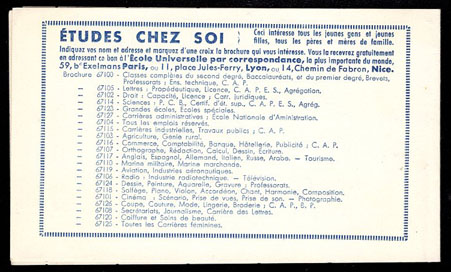 ÉTUDES CHEZ SOI
Ceci intéresse tous les jeunes gens et jeunes
filles, tous les pères et mères de famille.
Indiquez vos nom et adresse et marquez d'une croix la brochure qui vous intéresse. Vous la recevrez gratuitement
en adressant ce bon à l'École Universelle par correspondance, la plus importante du monde,
59, bd Exelmans Paris, ou 11, place Jules-Ferry, Lyon, ou 14, Chemin de Fabron, Nice.
Brochure 67100 - Classes complètes du second degré, Baccalauréats, et du premier degré, Brevets,
Professorats; Ens. technique, C. A. P.
— 67105 - Lettres : Propédeutique, Licence, C. A. P. E. S., Agrégation.
— 67102 - Droit : Capacité, Licence ; Carr. juridiques.
— 67114 - Sciences : P. C. B., Certif. d'ét. sup., C. A. P. E. S., Agrég.
— 67123 - Grandes écoles, Ecoles spéciales.
— 67127 - Carrières administratives : Ecole Nationale d'Administration.
— 67104 - Tous les emplois réservés.
— 67115 - Carrières industrielles, Travaux publics ; C. A. P.
— 67103 - Agriculture, Génie rural.
— 67116 - Commerce, Comptabilité, Banque, Hôtellerie, Publicité ; C. A. P.
— 67107 - Orthographe, Rédaction, Calcul, Dessin, Ecriture.
— 67117 - Anglais, Espagnol, Allemand, Italien, Russe, Arabe. — Tourisme.
— 67110 - Marine militaire, Marine marchande.
— 67119 - Aviation, Industries aéronautiques.
— 67106 - Radio : Industrie radiotechnique. — Télévision.
— 67124 - Dessin, Peinture, Aquarelle, Gravure ; Professorats.
— 67118 - Solfège, Piano, Violon, Accordéon, Chant, Harmonie, Composition.
— 67101 - Cinéma : Scénario, Prise de vues, Prise de son. — Photographie.
— 67126 - Coupe, Couture, Mode, Lingerie, Broderie ; C. A. P., B. P.
— 67108 - Secrétariats, Journalisme, Carrière des Lettres.
— 67120 - Coiffure et Soins de beauté.
— 67125 - Toutes les Carrières féminines.